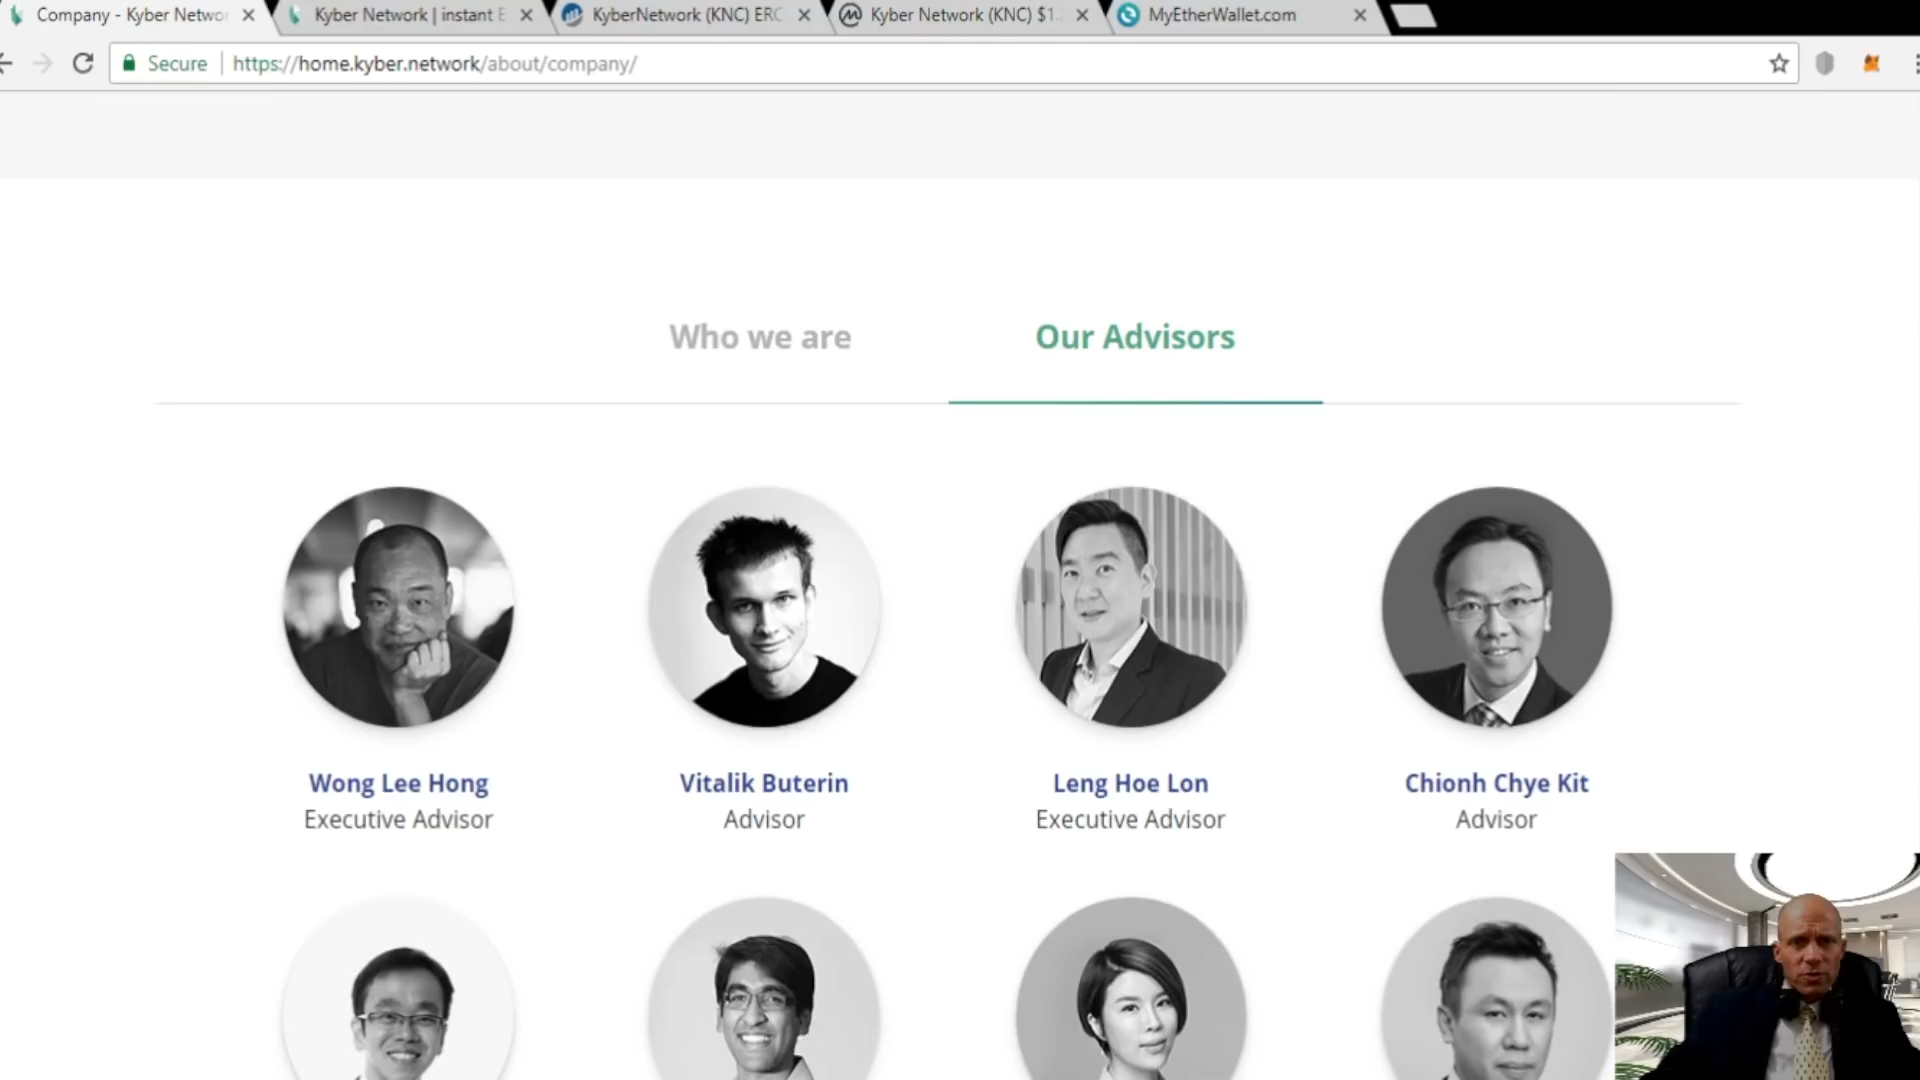 Company - Kyber Networ
Kyber Network | instant E
KyberNetwork (KNC) ERC
Kyber Network (KNC) $1.
MyEtherWallet.com
Secure
https://home.kyber.network/about/company/
Who we are
Our Advisors
Wong Lee Hong
Vitalik Buterin
Leng Hoe Lon
Chionh Chye Kit
Executive Advisor
Advisor
Executive Advisor
Advisor